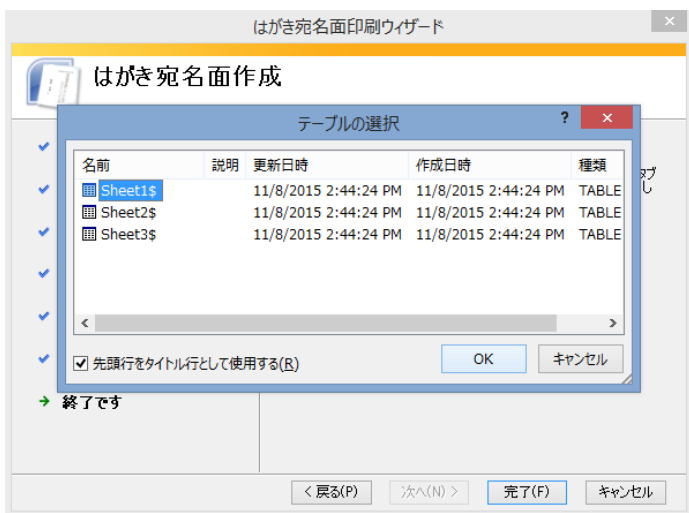 はがき宛名面印刷ウィザード
はがき宛名面作成
テーブルの選択
名前 説明 更新日時 作成日時 種類
Sheet1$ 11/8/2015 2:44:24 PM 11/8/2015 2:44:24 PM TABLE
Sheet2$ 11/8/2015 2:44:24 PM 11/8/2015 2:44:24 PM TABLE
Sheet3$ 11/8/2015 2:44:24 PM 11/8/2015 2:44:24 PM TABLE
先頭行をタイトル行として使用する(R)
OK キャンセル
終了です
< 戻る(P) 次へ(N) > 完了(F) キャンセル